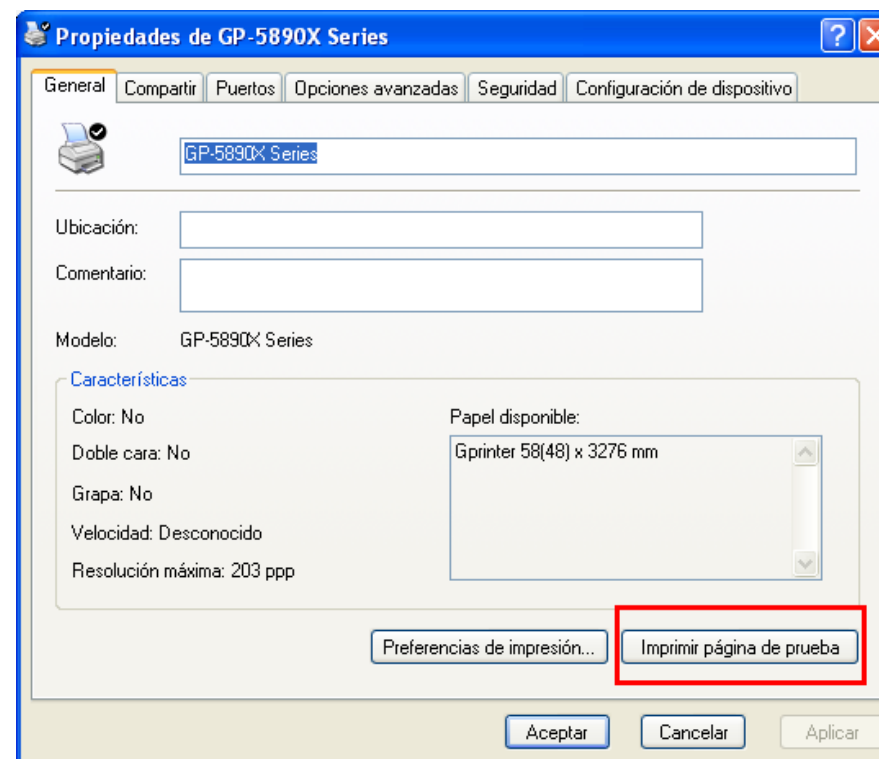 Propiedades de GP-5890X Series
General Compartir Puertos Opciones avanzadas Seguridad Configuración de dispositivo
GP-5890X Series
Ubicación:
Comentario:
Modelo: GP-5890X Series
Características
Color: No Papel disponible:
Doble cara: No Gprinter 58(48) x 3276 mm
Grapa: No
Velocidad: Desconocido
Resolución máxima: 203 ppp
Preferencias de impresión... Imprimir página de prueba
Aceptar Cancelar Aplicar